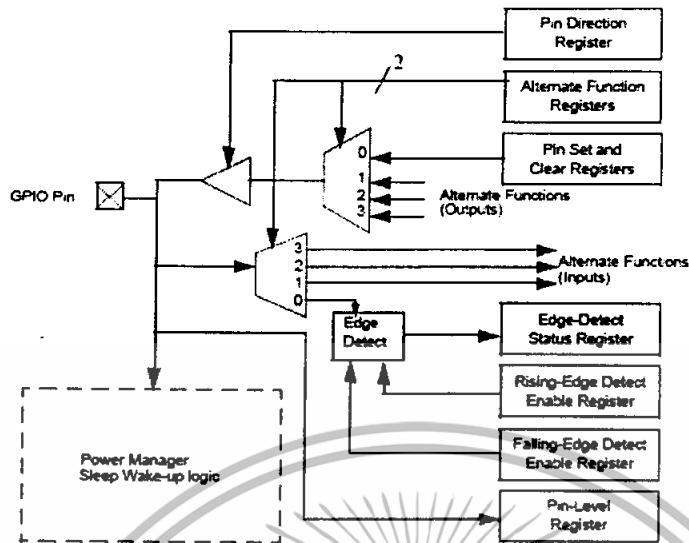 Pin Direction
Register
2
Alternate Function
Registers
Pin Set and
Clear Registers
0
1
2
3
Alternate Functions
(Outputs)
GPIO Pin
3
2
1
0
Alternate Functions
(Inputs)
Edge
Detect
Edge-Detect
Status Register
Rising-Edge Detect
Enable Register
Falling-Edge Detect
Enable Register
Power Manager
Sleep Wake-up logic
Pin-Level
Register